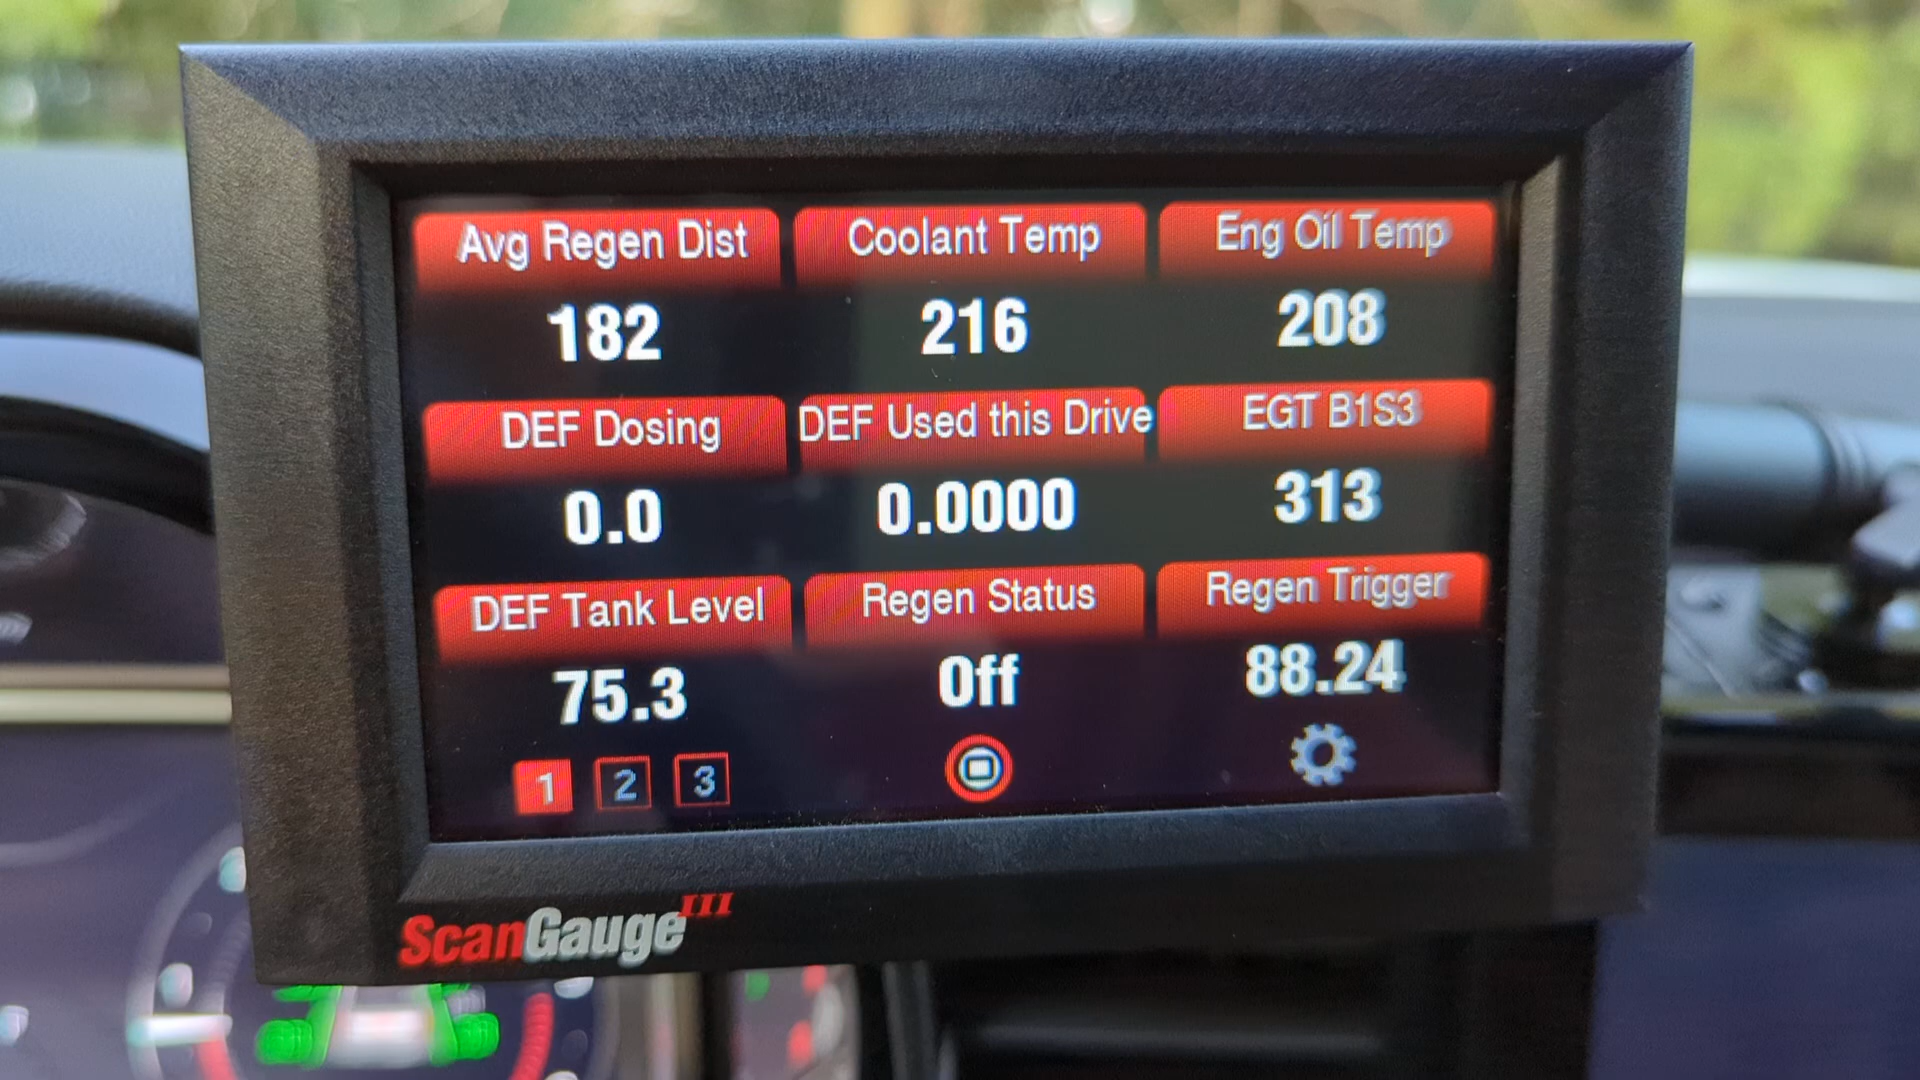 Avg Regen Dist
Coolant Temp
Eng Oil Temp
182
216
208
DEF Dosing
DEF Used this Drive
EGT B1S3
0.0
0.0000
313
DEF Tank Level
Regen Status
Regen Trigger
75.3
Off
88.24
1 2 3
ScanGauge III